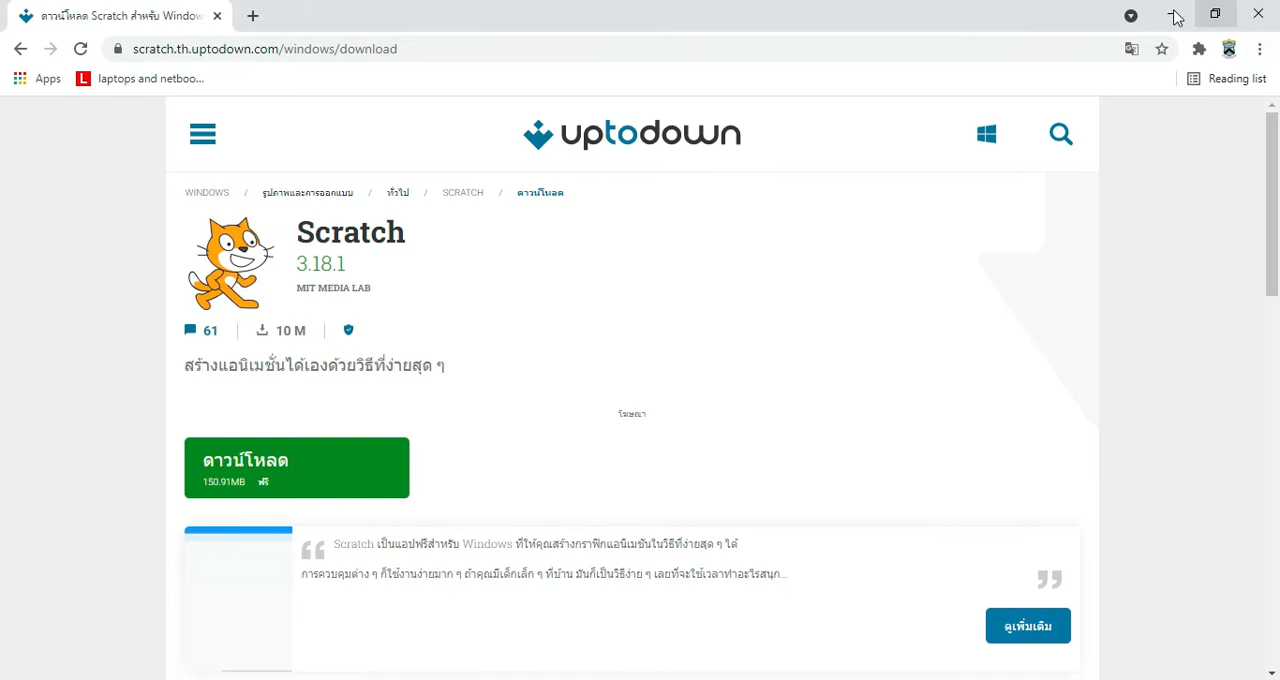 ดาวน์โหลด Scratch สำหรับ Window
scratch.th.uptodown.com/windows/download
Apps
L laptops and netboo...
Reading list
uptodown
WINDOWS / รูปภาพและการออกแบบ / ทั่วไป / SCRATCH / ดาวน์โหลด
Scratch
3.18.1
MIT MEDIA LAB
61
10 M
สร้างแอนิเมชั่นได้เองด้วยวิธีที่ง่ายสุด ๆ
โฆษณา
ดาวน์โหลด
150.91MB ฟรี
Scratch เป็นแอปฟรีสำหรับ Windows ที่ให้คุณสร้างกราฟิกแอนิเมชันในวิธีที่ง่ายสุด ๆ ได้
การควบคุมต่าง ๆ ก็ใช้งานง่ายมาก ๆ ถ้าคุณมีเด็กเล็ก ๆ ที่บ้าน มันก็เป็นวิธีง่าย ๆ เลยที่จะใช้เวลาทำอะไรสนุก...
ดูเพิ่มเติม